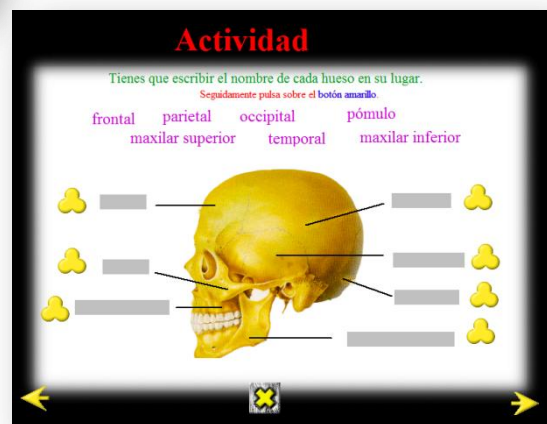 Actividad
Tienes que escribir el nombre de cada hueso en su lugar.
Seguidamente pulsa sobre el botón amarillo.
frontal parietal occipital pómulo
maxilar superior temporal maxilar inferior